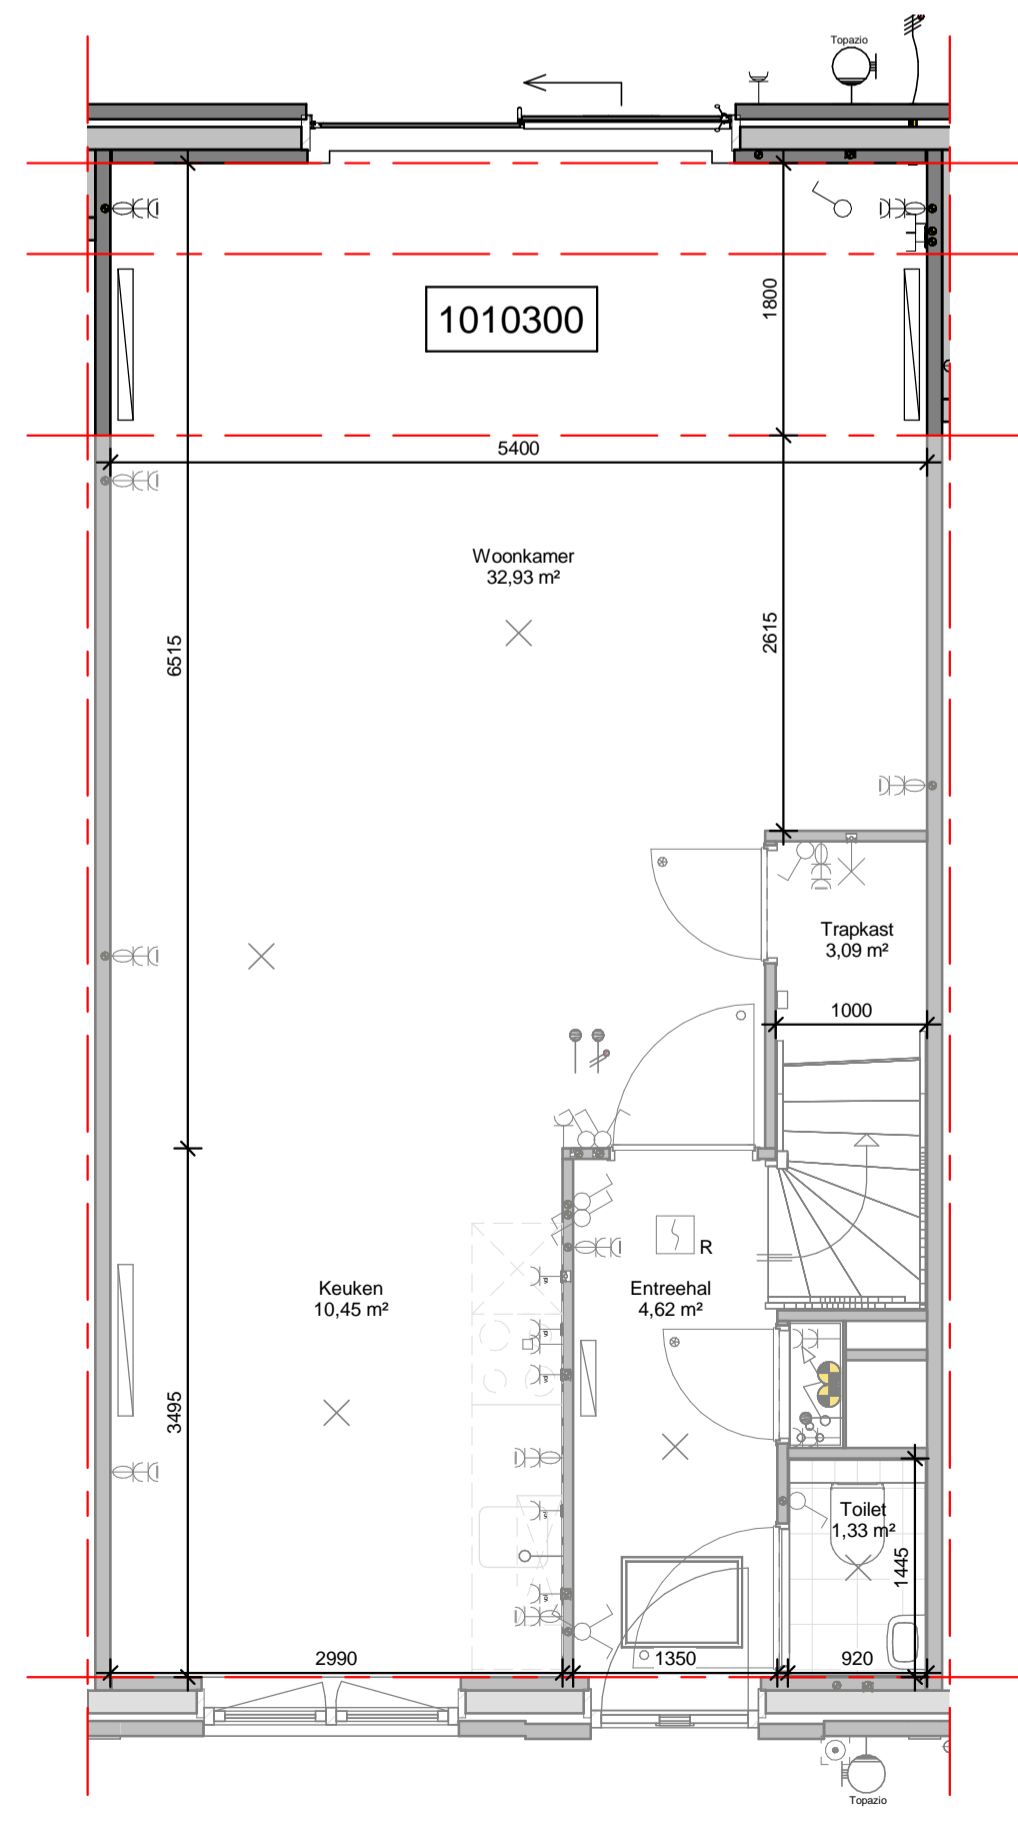 Topazio
1010300
1800
5400
Woonkamer
32,93 m²
6515
2615
Trapkast
3,09 m²
1000
R
Keuken
10,45 m²
Entreehal
4,62 m²
3495
Toilet
1,33 m²
1445
2990
1350
920
Topazio